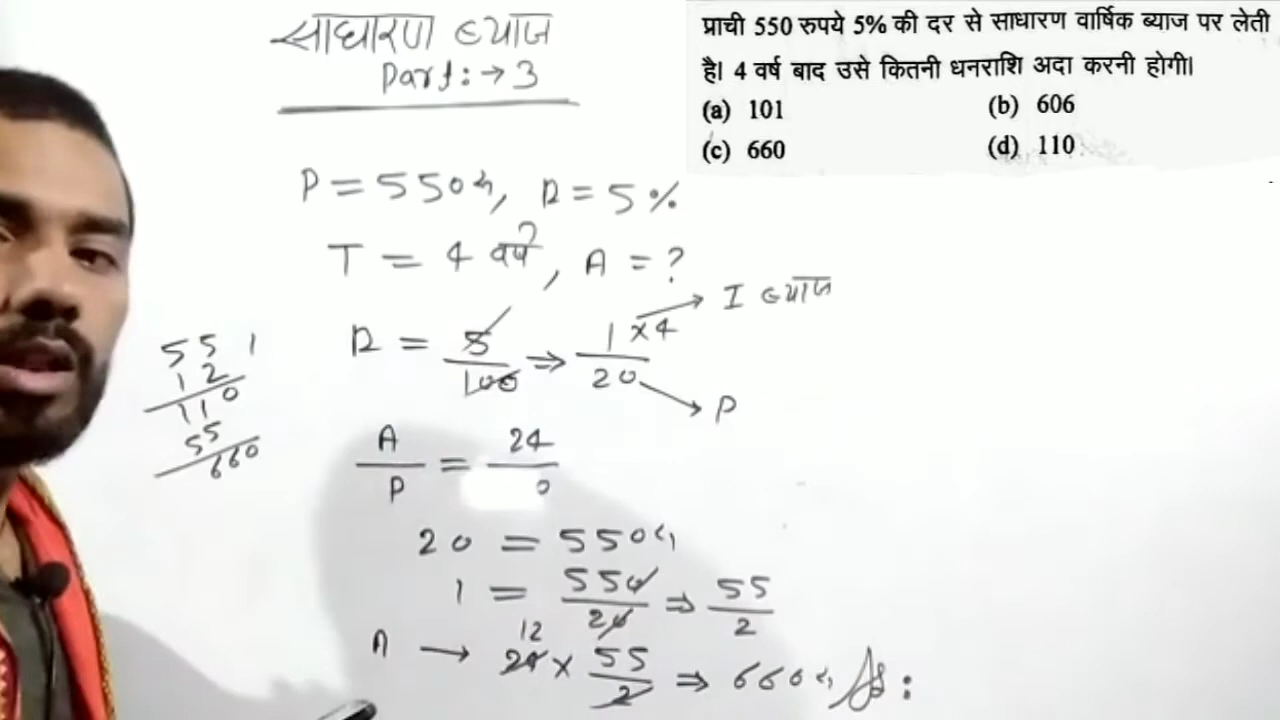 साधारण ब्याज
Part:→3
प्राची 550 रुपये 5% की दर से साधारण वार्षिक ब्याज पर लेती
है। 4 वर्ष बाद उसे कितनी धनराशि अदा करनी होगी।
(a) 101 (b) 606
(c) 660 (d) 110
P = 550रु, R = 5%
T = 4 वर्ष, A = ?
R = 5/100 ⇒ 1×4/20
→ I ब्याज
→ P
55
12
110
55
660
A/P = 24/ 0
20 = 550रु
1 = 550/20 ⇒ 55/2
A → 24 × 55/2 ⇒ 660रु
12